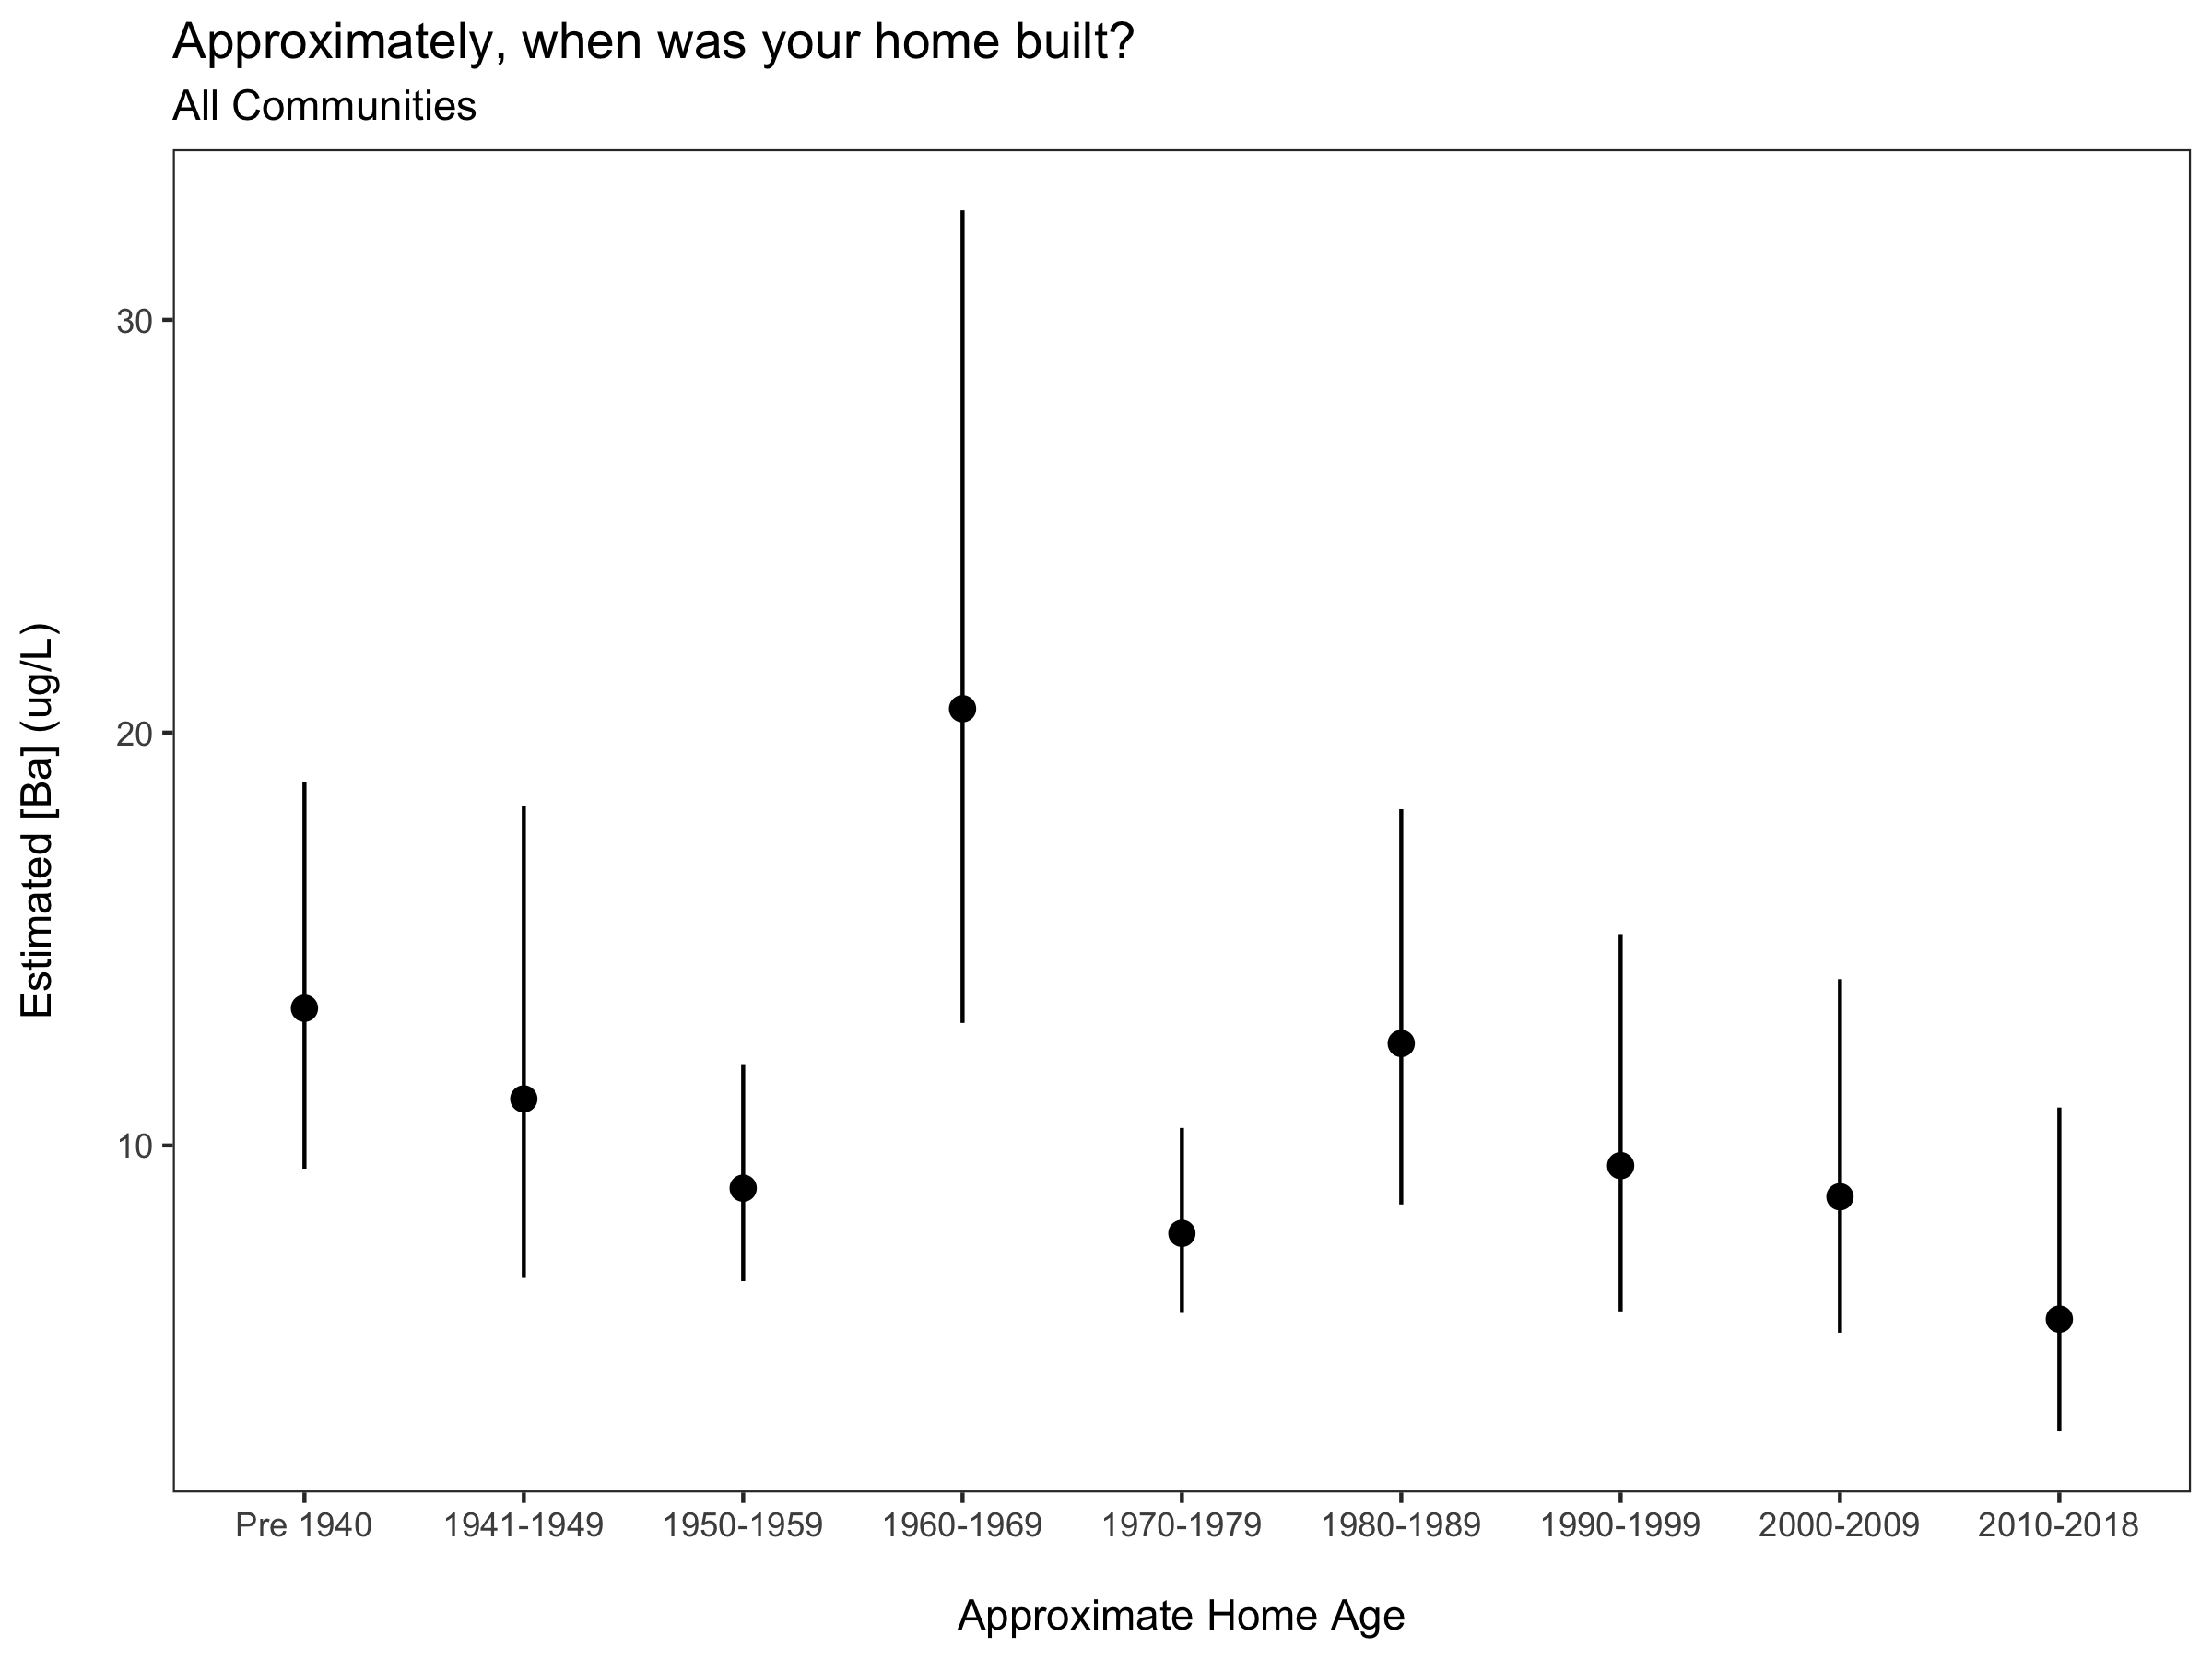 Approximately, when was your home built?
All Communities
Estimated [Ba] (ug/L)
30
20
10
Pre 1940 1941-1949 1950-1959 1960-1969 1970-1979 1980-1989 1990-1999 2000-2009 2010-2018
Approximate Home Age